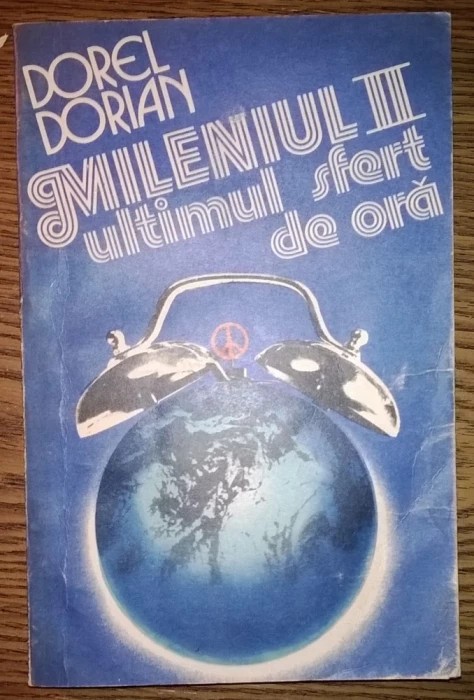 DOREL
DORIAN
MILENIUL II
ultimul sfert
de oră